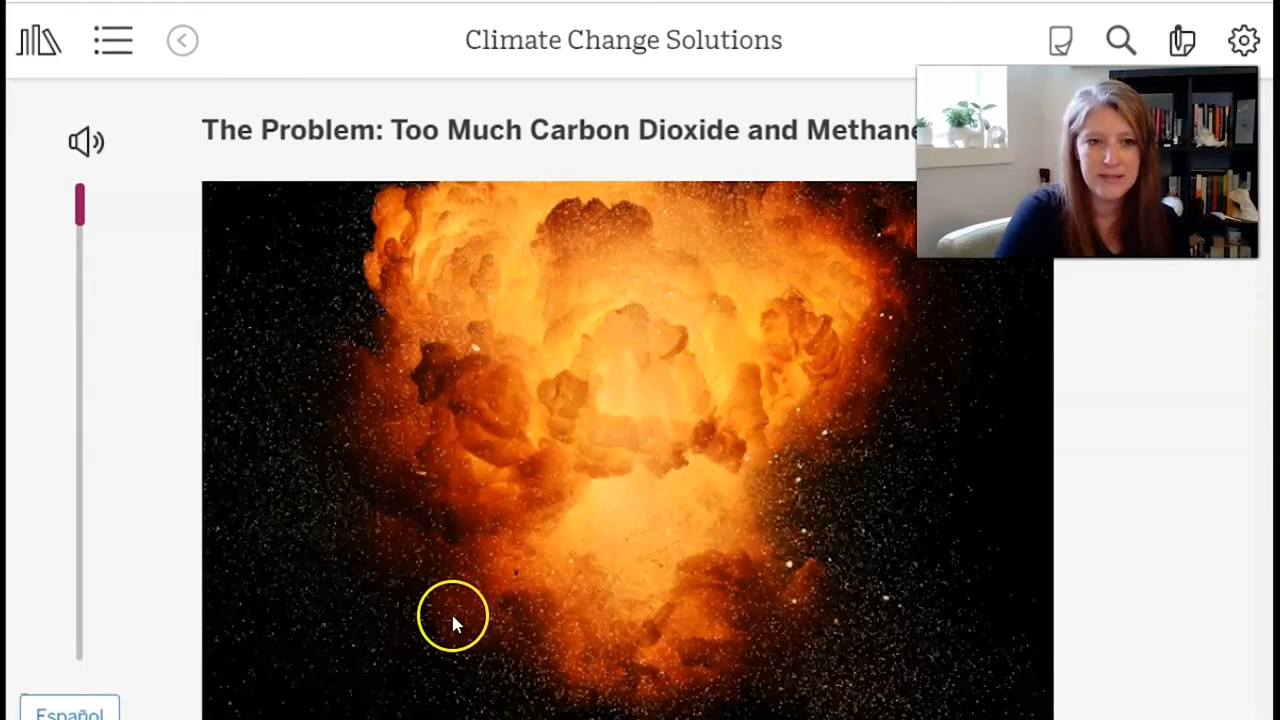 Climate Change Solutions
The Problem: Too Much Carbon Dioxide and Methane
Español